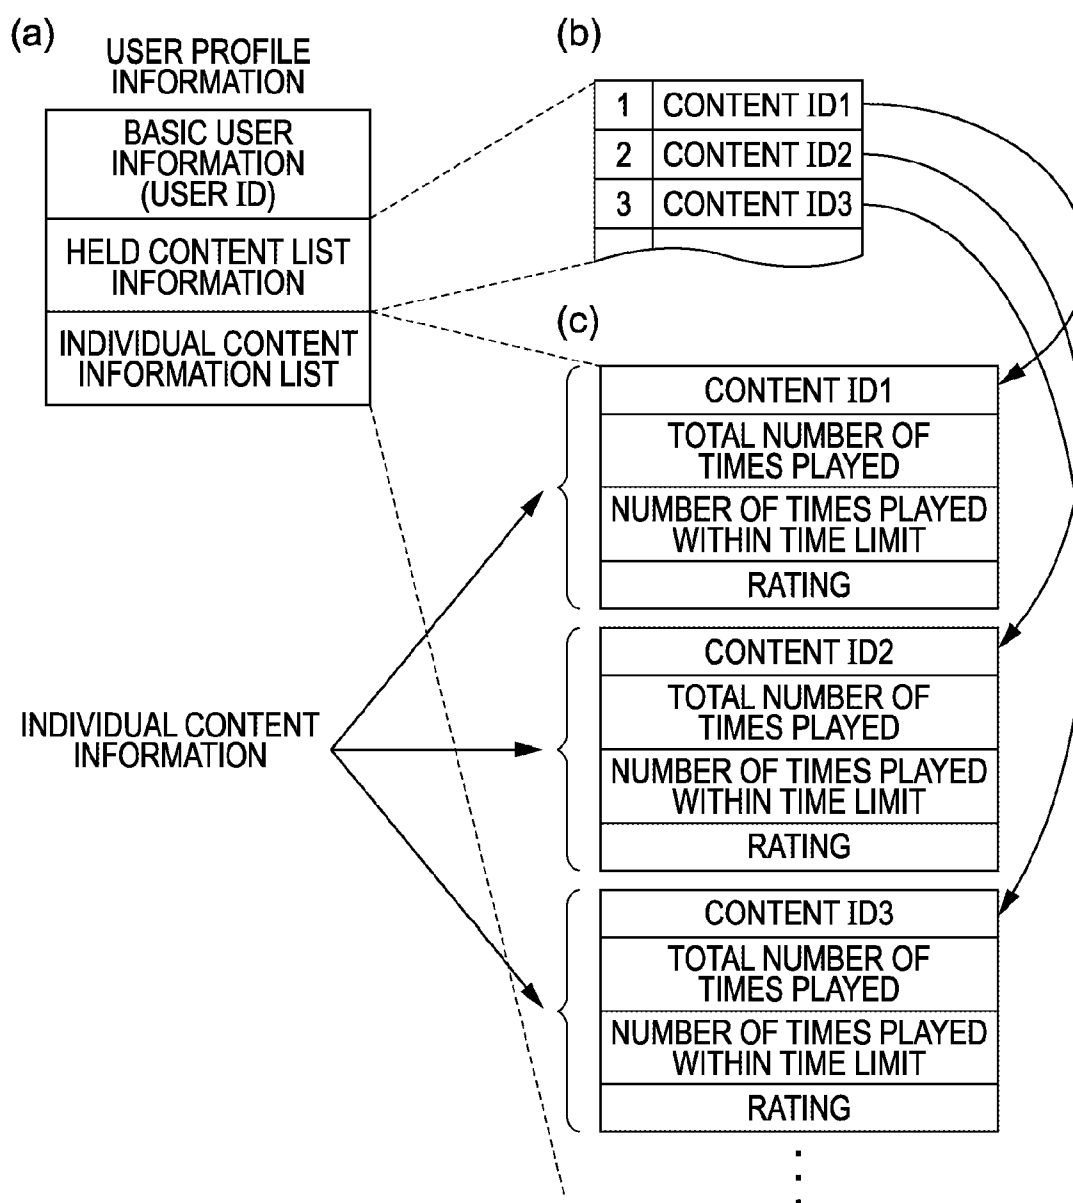 (a)
USER PROFILE
INFORMATION
BASIC USER
INFORMATION
(USER ID)
HELD CONTENT LIST
INFORMATION
INDIVIDUAL CONTENT
INFORMATION LIST
(b)
1 CONTENT ID1
2 CONTENT ID2
3 CONTENT ID3
(c)
CONTENT ID1
TOTAL NUMBER OF
TIMES PLAYED
NUMBER OF TIMES PLAYED
WITHIN TIME LIMIT
RATING
INDIVIDUAL CONTENT
INFORMATION
CONTENT ID2
TOTAL NUMBER OF
TIMES PLAYED
NUMBER OF TIMES PLAYED
WITHIN TIME LIMIT
RATING
CONTENT ID3
TOTAL NUMBER OF
TIMES PLAYED
NUMBER OF TIMES PLAYED
WITHIN TIME LIMIT
RATING